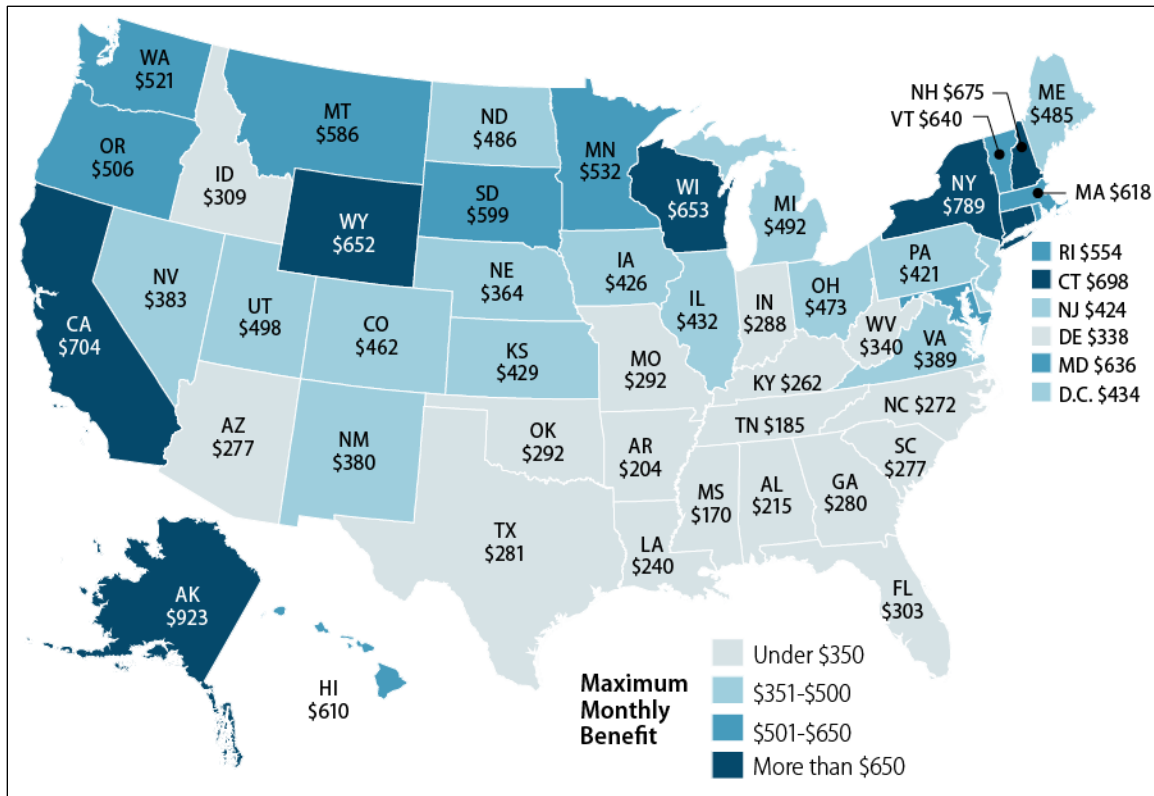 WA
$521
OR
$506
CA
$704
ID
$309
NV
$383
MT
$586
WY
$652
UT
$498
AZ
$277
CO
$462
NM
$380
ND
$486
SD
$599
NE
$364
KS
$429
OK
$292
TX
$281
MN
$532
IA
$426
MO
$292
AR
$204
LA
$240
WI
$653
IL
$432
MI
$492
IN
$288
OH
$473
KY $262
TN $185
MS
$170
AL
$215
GA
$280
FL
$303
SC
$277
NC $272
VA
$389
WV
$340
PA
$421
NY
$789
VT $640
NH $675
ME
$485
MA $618
RI $554
CT $698
NJ $424
DE $338
MD $636
D.C. $434
AK
$923
HI
$610
Maximum
Monthly
Benefit
Under $350
$351-$500
$501-$650
More than $650